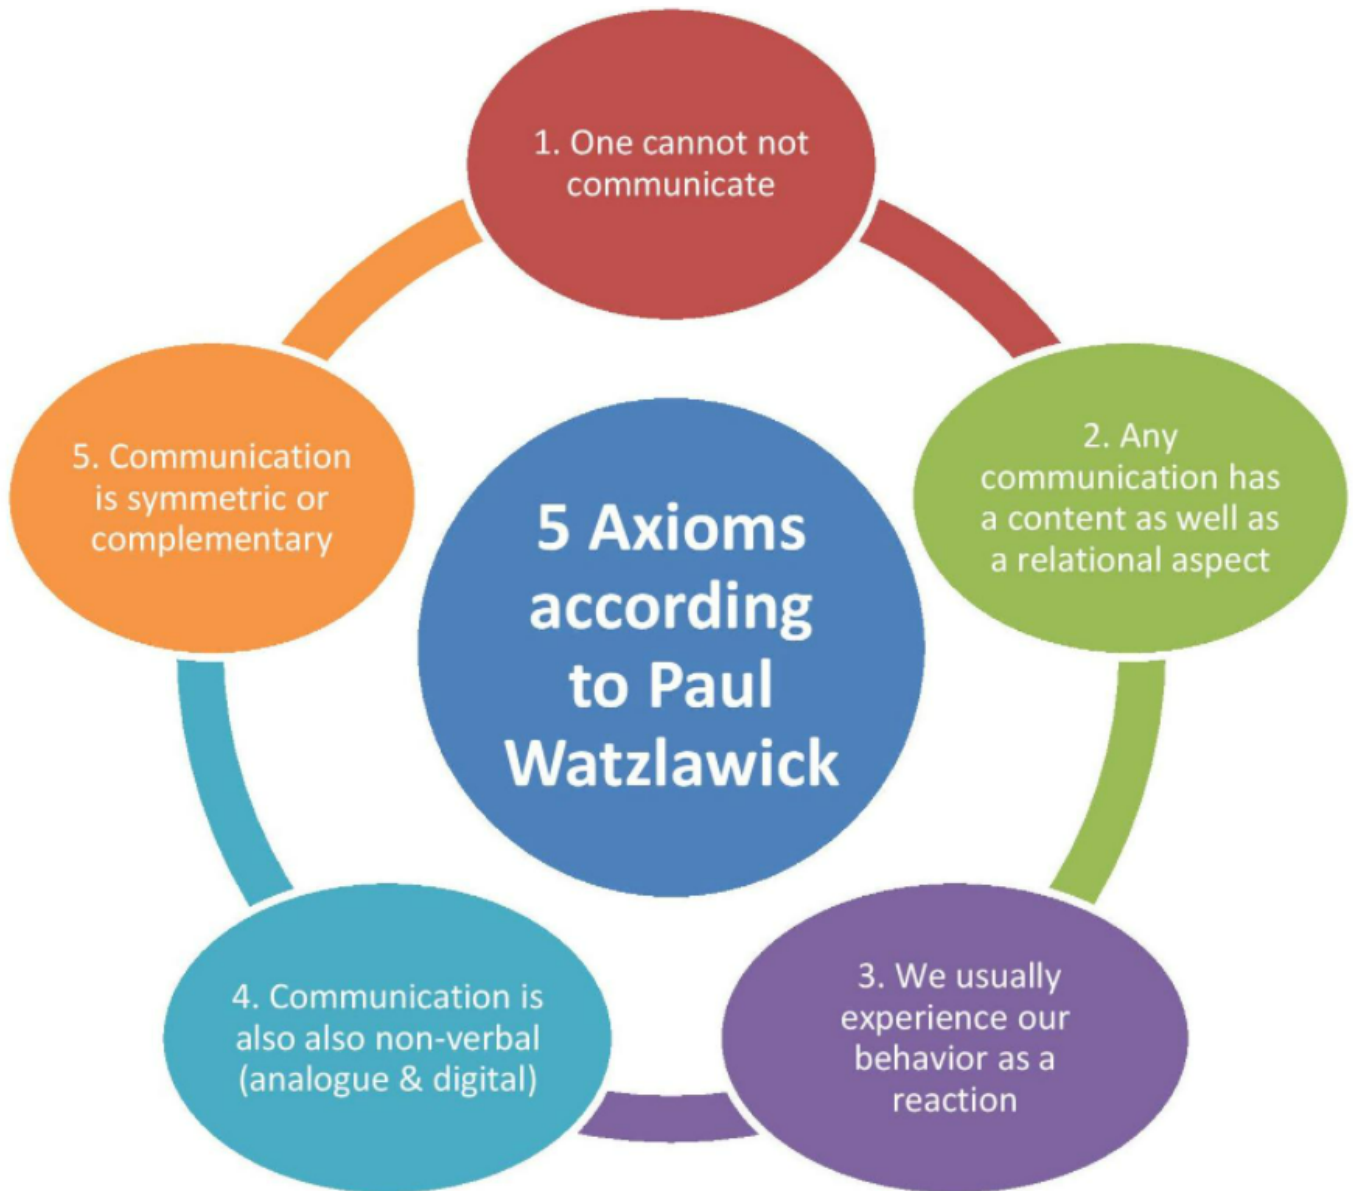 1. One cannot not
communicate
2. Any
communication has
a content as well as
a relational aspect
3. We usually
experience our
behavior as a
reaction
4. Communication is
also also non-verbal
(analogue & digital)
5. Communication
is symmetric or
complementary
5 Axioms
according
to Paul
Watzlawick